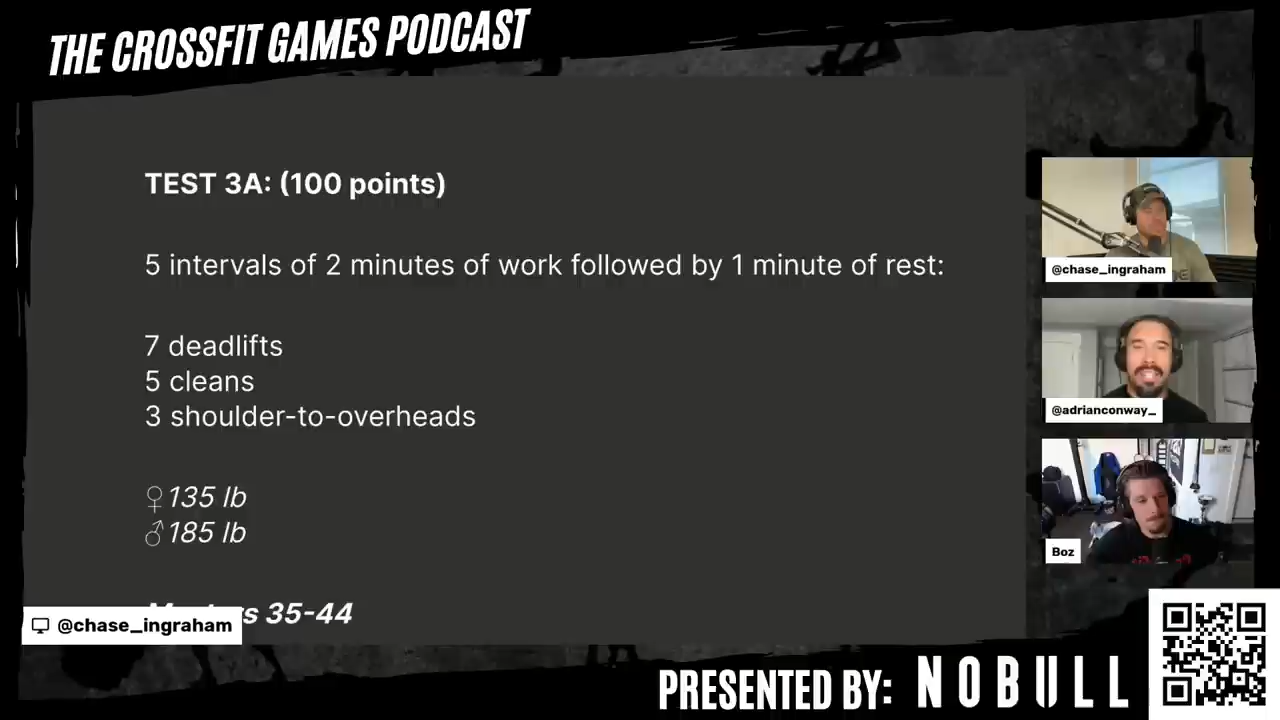 THE CROSSFIT GAMES PODCAST
TEST 3A: (100 points)
5 intervals of 2 minutes of work followed by 1 minute of rest:
7 deadlifts
5 cleans
3 shoulder-to-overheads
♀135 lb
♂185 lb
35-44
@chase_ingraham
@chase_ingraham
@adrianconway_
Boz
PRESENTED BY: NOBULL